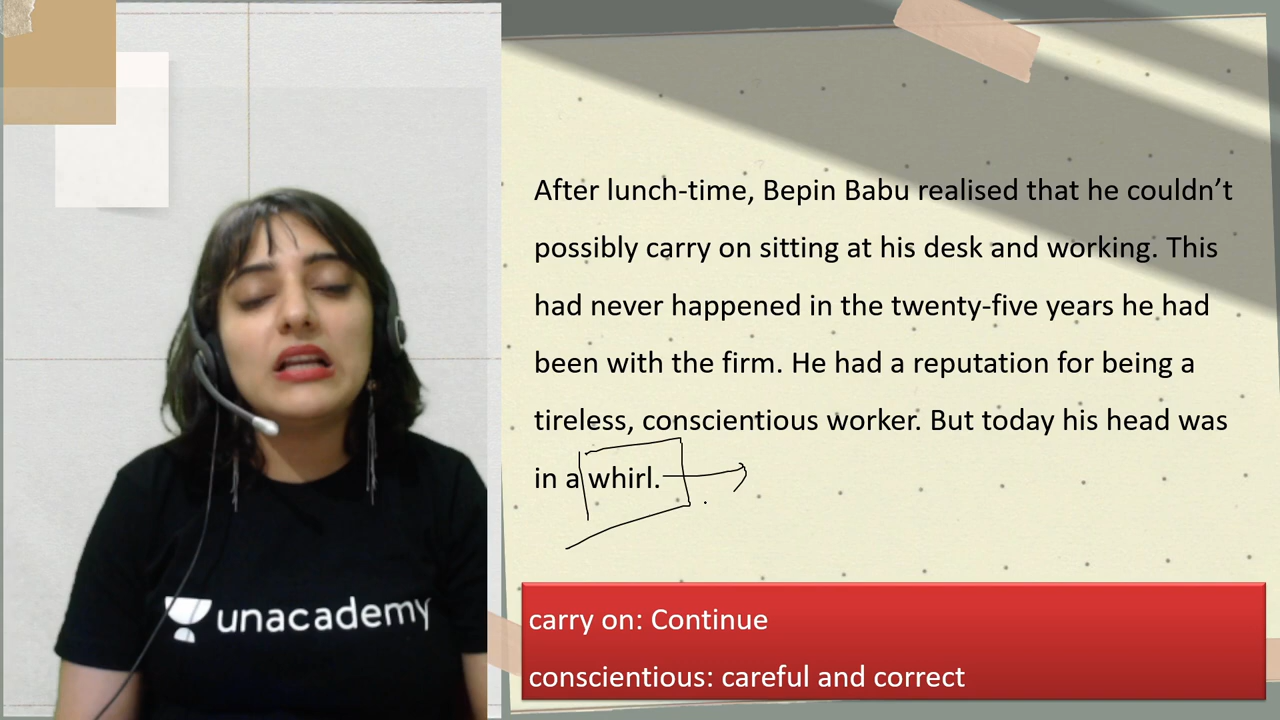 After lunch-time, Bepin Babu realised that he couldn’t
possibly carry on sitting at his desk and working. This
had never happened in the twenty-five years he had
been with the firm. He had a reputation for being a
tireless, conscientious worker. But today his head was
in a whirl.
carry on: Continue
conscientious: careful and correct
unacademy